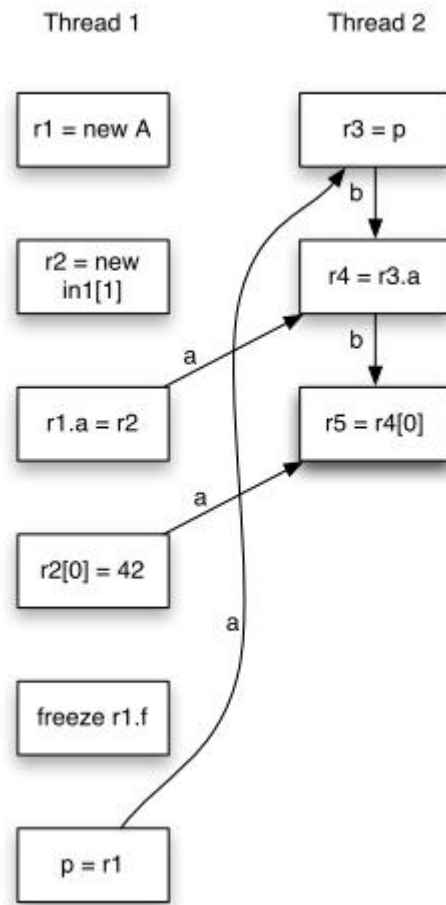 Thread 1
Thread 2
r1 = new A
r3 = p
b
r2 = new
in1[1]
r4 = r3.a
a
b
r1.a = r2
r5 = r4[0]
a
r2[0] = 42
a
freeze r1.f
p = r1